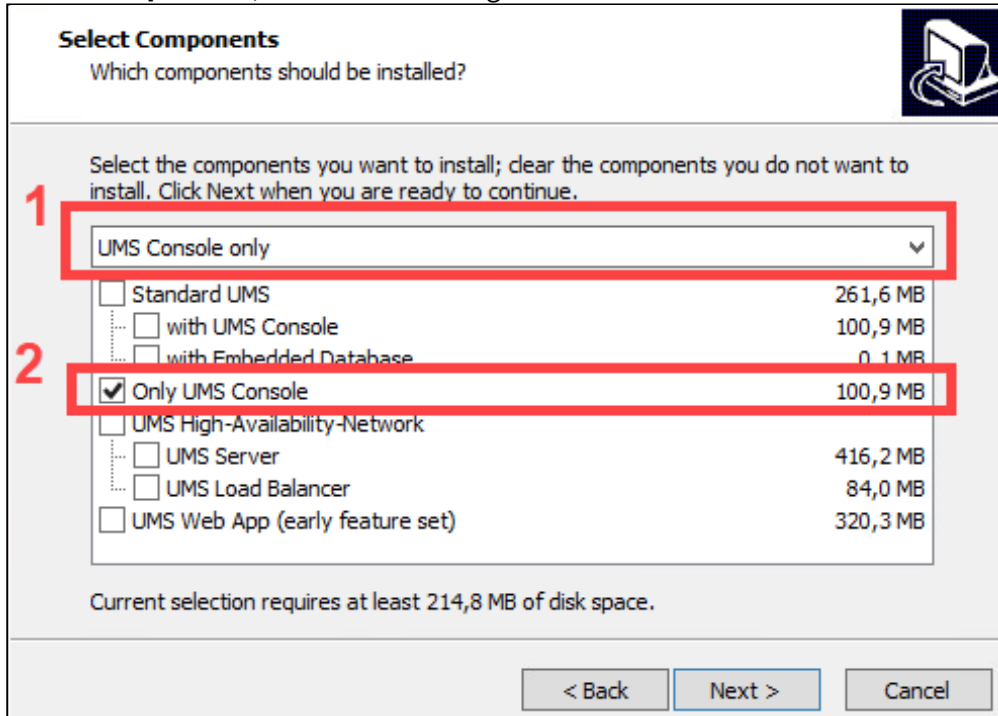 Select Components
Which components should be installed?
Select the components you want to install; clear the components you do not want to
install. Click Next when you are ready to continue.
1
UMS Console only
Standard UMS 261,6 MB
with UMS Console 100,9 MB
with Embedded Database 0,1 MB
2
Only UMS Console 100,9 MB
UMS High-Availability-Network
UMS Server 416,2 MB
UMS Load Balancer 84,0 MB
UMS Web App (early feature set) 320,3 MB
Current selection requires at least 214,8 MB of disk space.
< Back Next > Cancel